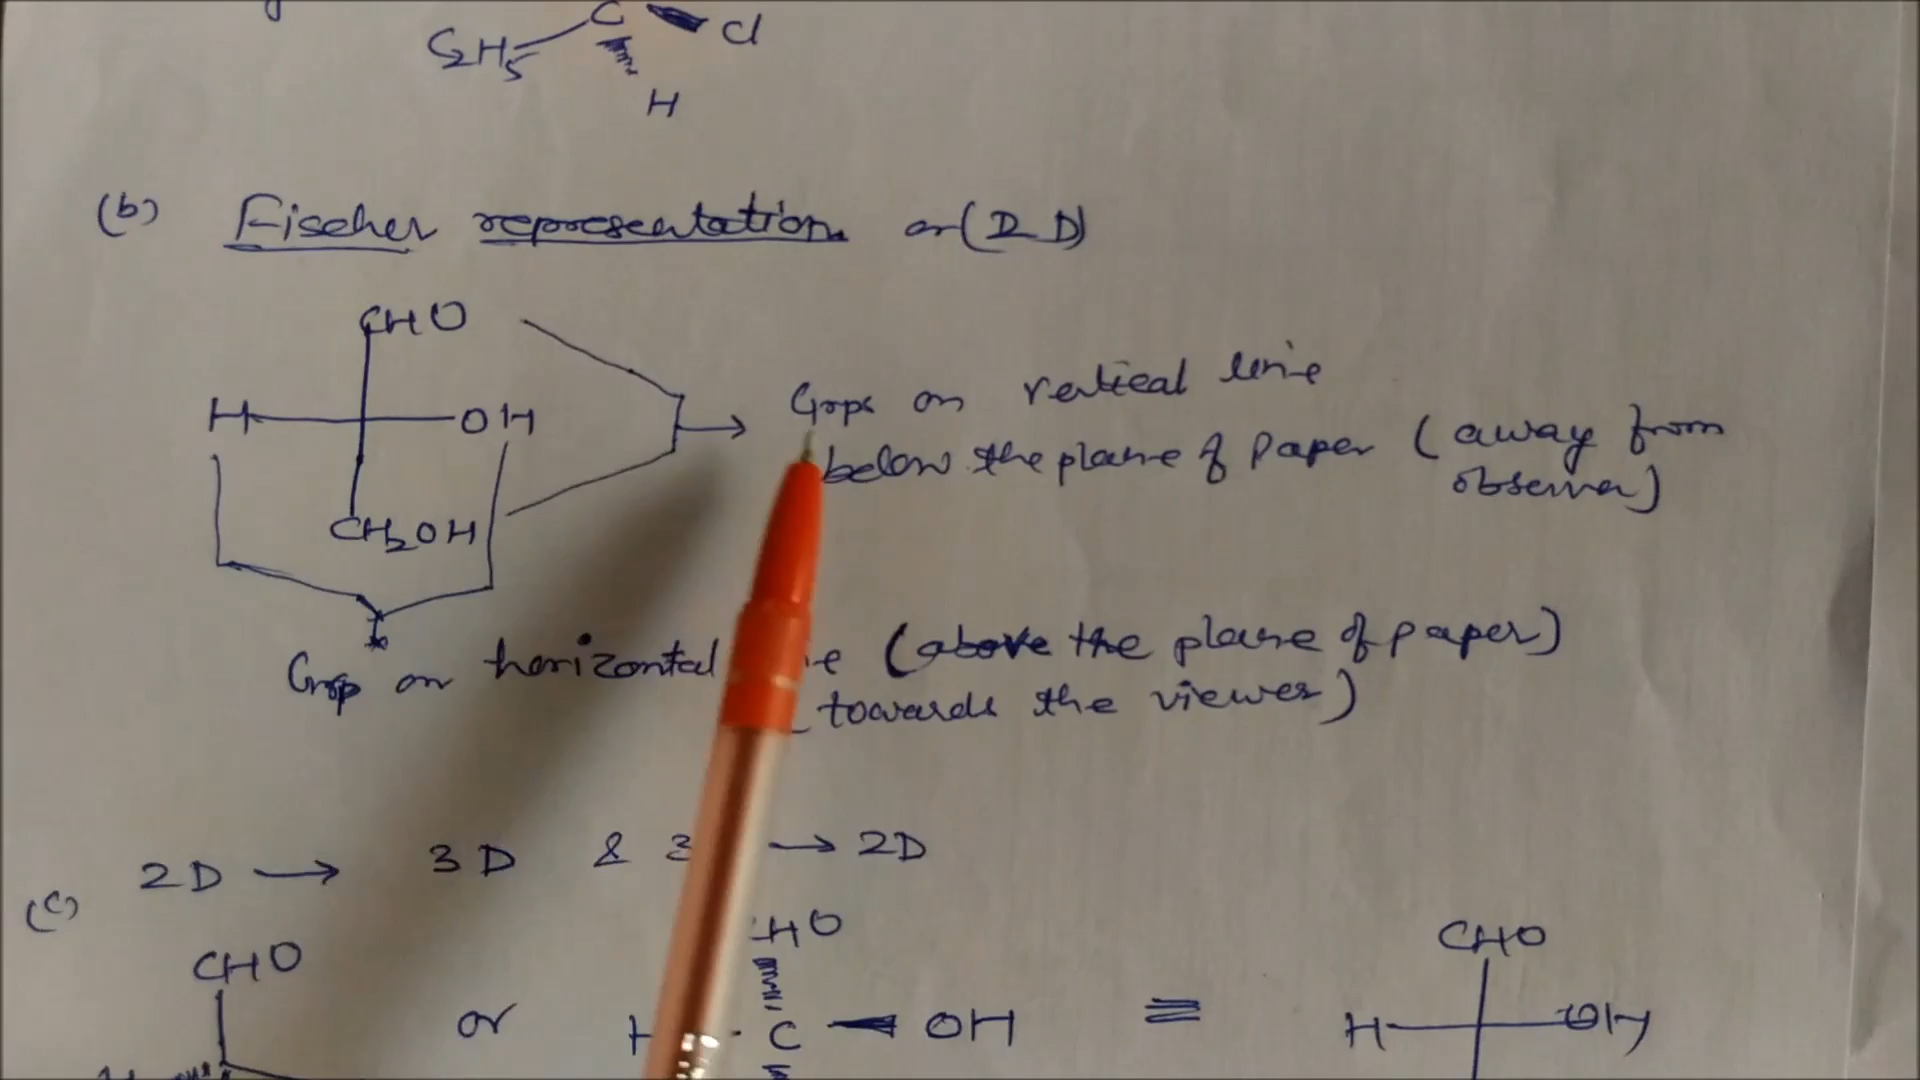 C
Cl
C2H5
H
(b) Fischer representation or (2D)
CHO
H OH
CH2OH
Grps on vertical line
below the plane of paper (away from
observer)
Grp on horizontal (above the plane of paper)
(towards the viewer)
2D → 3D & → 2D
(c)
CHO
or
H C OH
≡
CHO
H OH